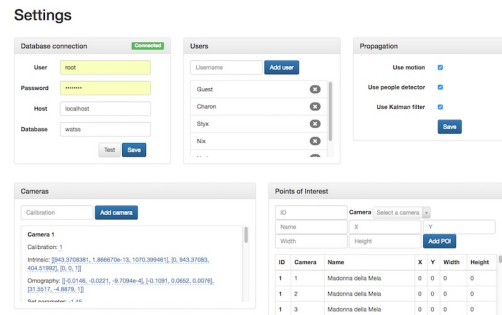 Settings
Database connection
Connected
User
root
Password
••••••••
Host
localhost
Database
watss
Test
Save
Users
Username
Add user
Guest
Charon
Styx
Nix
Propagation
Use motion
Use people detector
Use Kalman filter
Save
Cameras
Calibration
Add camera
Camera 1
Calibration: 1
Intrinsic: [[943.3708381, 1.866670e-13, 1070.399461], [0, 943.37083,
404.51992], [0, 0, 1]]
Omography: [[-0.0146, -0.0221, -9.7094e-4], [-0.1091, 0.0652, 0.0076],
[31.5517, -4.8879, 1]]
Set parameter: -1.45
Points of Interest
ID
Camera
Select a camera
Name
X
Y
Width
Height
Add POI
ID Camera Name X Y Width Height
1 1 Madonna della Mela 0 0 0 0
1 2 Madonna della Mela 0 0 0 0
1 3 Madonna della Mela 0 0 0 0